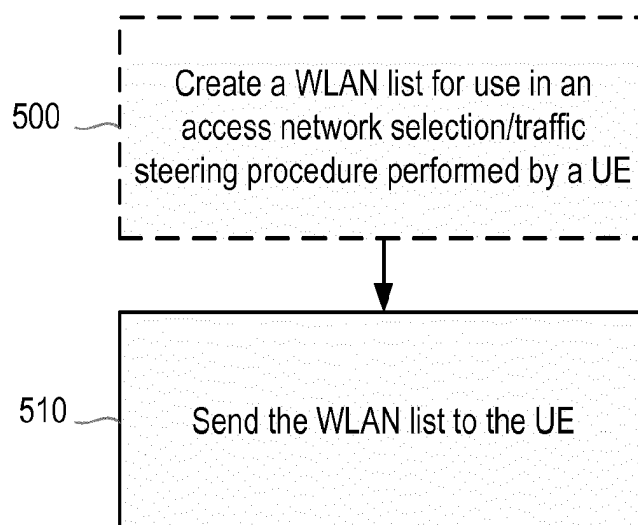 500
Create a WLAN list for use in an
access network selection/traffic
steering procedure performed by a UE
510
Send the WLAN list to the UE